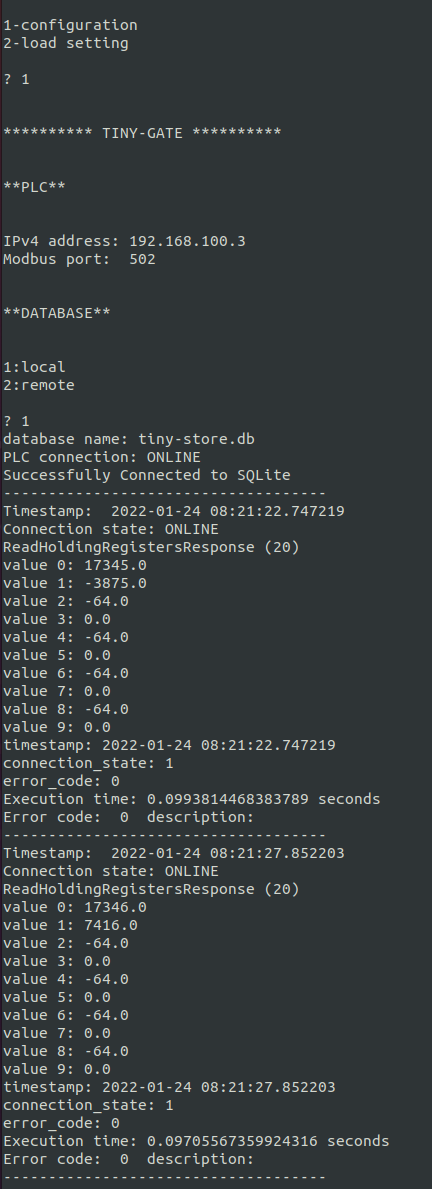 1-configuration
2-load setting
? 1
********** TINY-GATE **********
**PLC**
IPv4 address: 192.168.100.3
Modbus port:  502
**DATABASE**
1:local
2:remote
? 1
database name: tiny-store.db
PLC connection: ONLINE
Successfully Connected to SQLite
------------------------------------
Timestamp:  2022-01-24 08:21:22.747219
Connection state: ONLINE
ReadHoldingRegistersResponse (20)
value 0: 17345.0
value 1: -3875.0
value 2: -64.0
value 3: 0.0
value 4: -64.0
value 5: 0.0
value 6: -64.0
value 7: 0.0
value 8: -64.0
value 9: 0.0
timestamp: 2022-01-24 08:21:22.747219
connection_state: 1
error_code: 0
Execution time: 0.0993814468383789 seconds
Error code:  0  description:
------------------------------------
Timestamp:  2022-01-24 08:21:27.852203
Connection state: ONLINE
ReadHoldingRegistersResponse (20)
value 0: 17346.0
value 1: 7416.0
value 2: -64.0
value 3: 0.0
value 4: -64.0
value 5: 0.0
value 6: -64.0
value 7: 0.0
value 8: -64.0
value 9: 0.0
timestamp: 2022-01-24 08:21:27.852203
connection_state: 1
error_code: 0
Execution time: 0.09705567359924316 seconds
Error code:  0  description:
------------------------------------